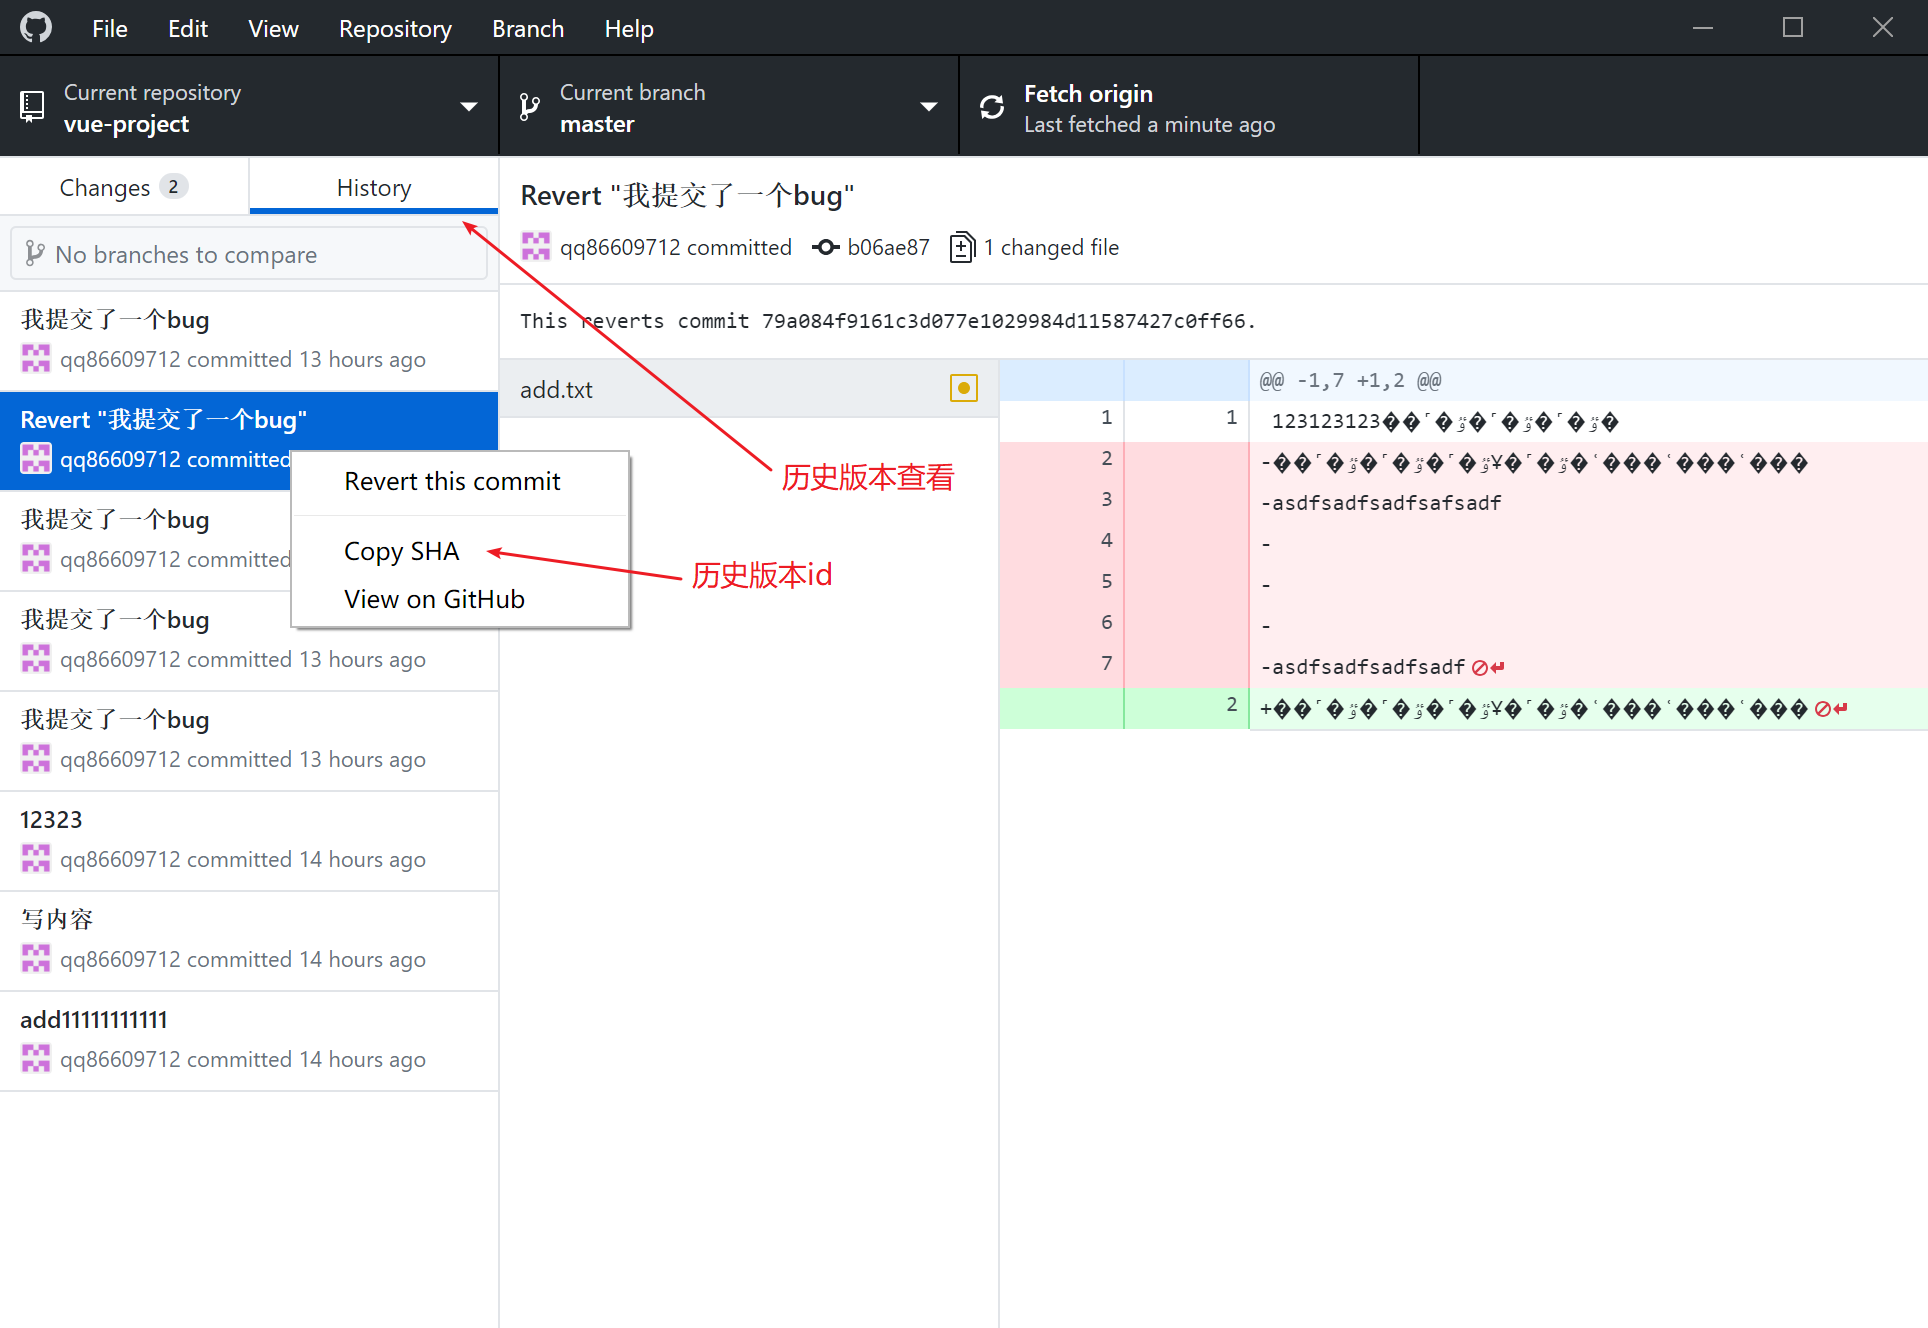 File Edit View Repository Branch Help
Current repository
vue-project
Current branch
master
Fetch origin
Last fetched a minute ago
Changes 2
History
No branches to compare
我提交了一个bug
qq86609712 committed 13 hours ago
Revert "我提交了一个bug"
qq86609712 committed
我提交了一个bug
qq86609712 committed
我提交了一个bug
qq86609712 committed 13 hours ago
我提交了一个bug
qq86609712 committed 13 hours ago
12323
qq86609712 committed 14 hours ago
写内容
qq86609712 committed 14 hours ago
add11111111111
qq86609712 committed 14 hours ago
Revert this commit
Copy SHA
View on GitHub
历史版本查看
历史版本id
Revert "我提交了一个bug"
qq86609712 committed b06ae87 1 changed file
This reverts commit 79a084f9161c3d077e1029984d11587427c0ff66.
add.txt
@@ -1,7 +1,2 @@
1 1 123123123
2 -
3 -asdfsadfsadfsafsadf
4 -
5 -
6 -
7 -asdfsadfsadfsadf
2 +